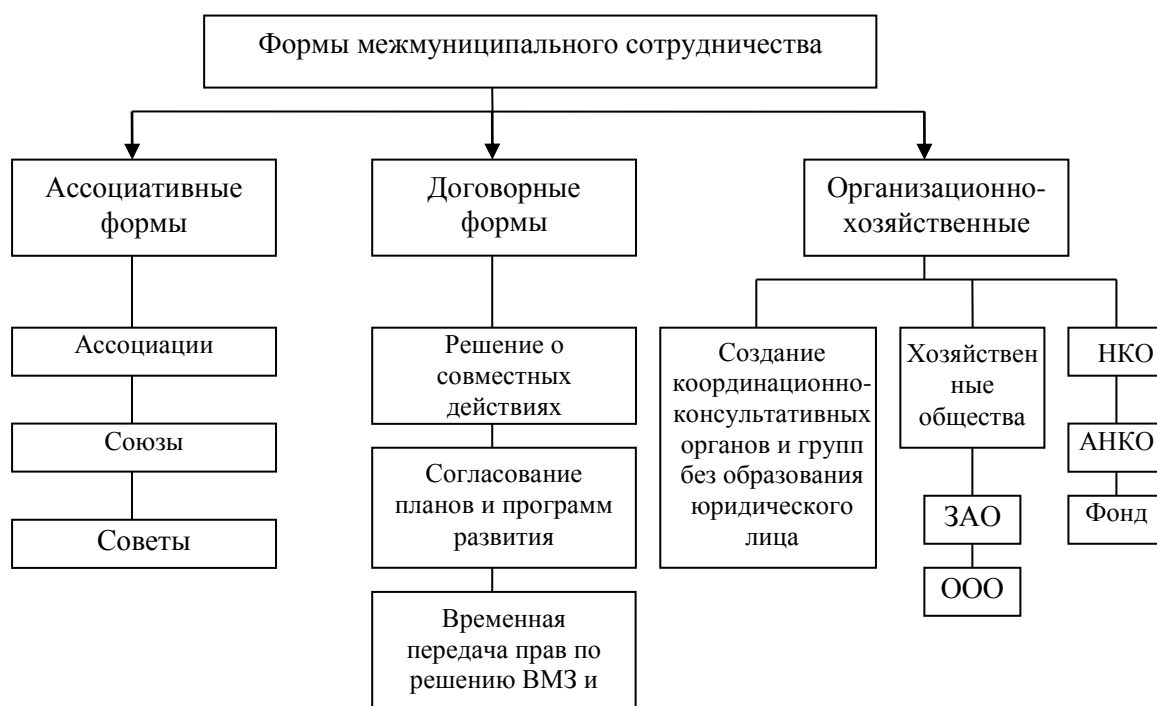 Формы межмуниципального сотрудничества
Ассоциативные
формы
Договорные
формы
Организационно-
хозяйственные
Ассоциации
Союзы
Советы
Решение о
совместных
действиях
Согласование
планов и программ
развития
Временная
передача прав по
решению ВМЗ и
Создание
координационно-
консультативных
органов и групп
без образования
юридического
лица
Хозяйствен
ные
общества
ЗАО
ООО
НКО
АНКО
Фонд